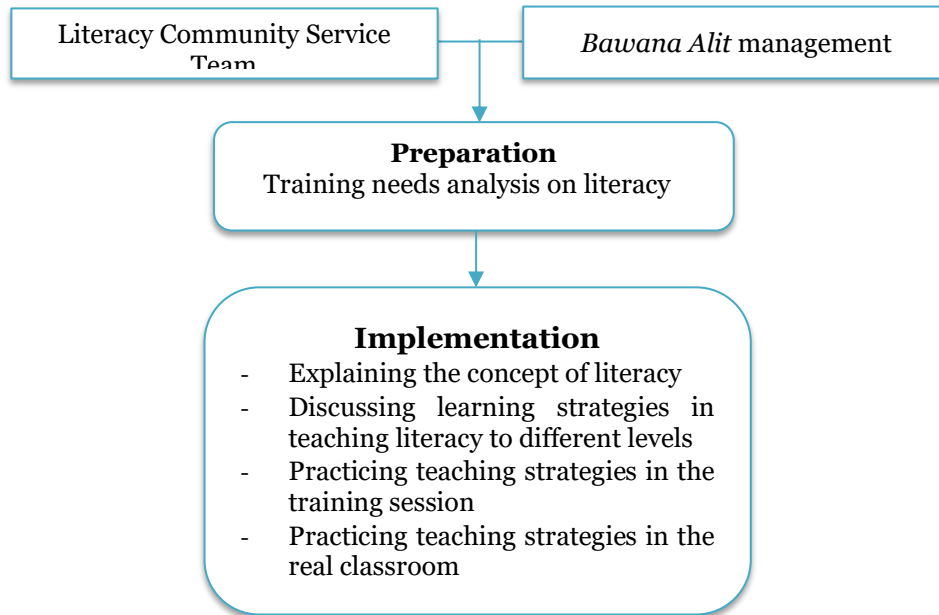 Literacy Community Service
Team
Bawana Alit management
Preparation
Training needs analysis on literacy
Implementation
- Explaining the concept of literacy
- Discussing learning strategies in
teaching literacy to different levels
- Practicing teaching strategies in the
training session
- Practicing teaching strategies in the
real classroom